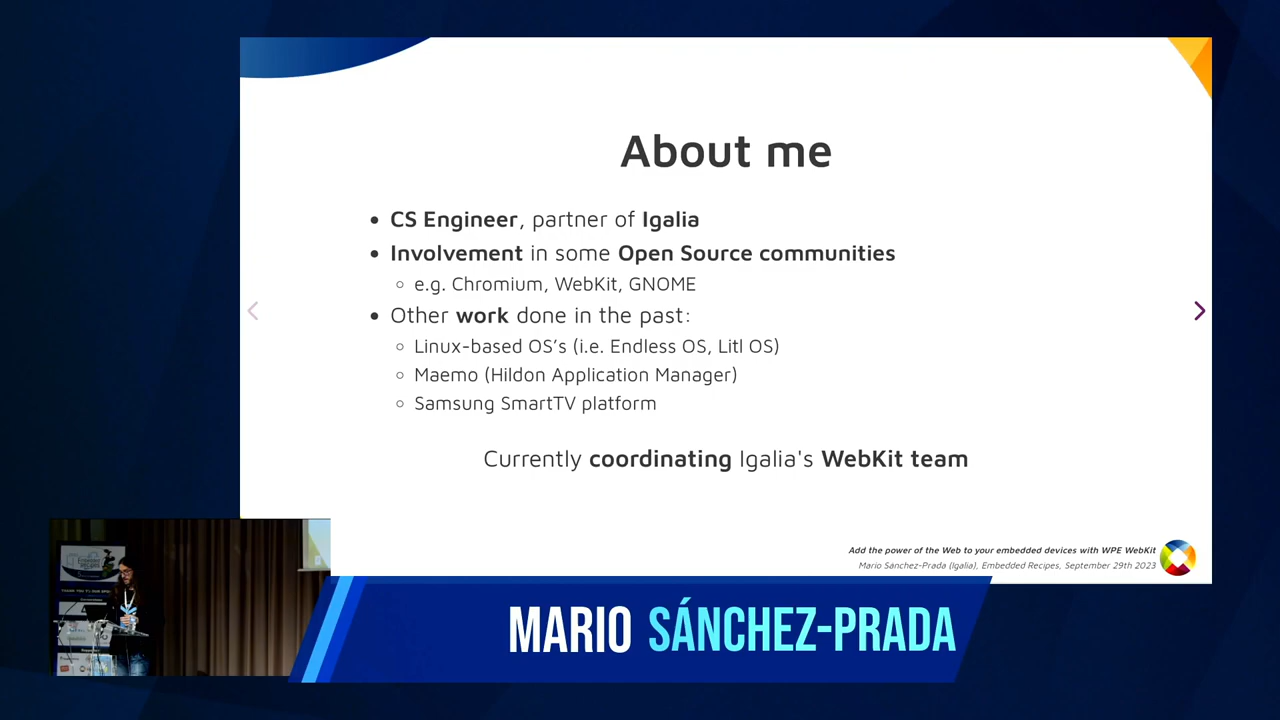 About me
• CS Engineer, partner of Igalia
• Involvement in some Open Source communities
◦ e.g. Chromium, WebKit, GNOME
• Other work done in the past:
◦ Linux-based OS’s (i.e. Endless OS, Litl OS)
◦ Maemo (Hildon Application Manager)
◦ Samsung SmartTV platform
Currently coordinating Igalia's WebKit team
Add the power of the Web to your embedded devices with WPE WebKit
Mario Sánchez-Prada (Igalia), Embedded Recipes, September 29th 2023
MARIO SÁNCHEZ-PRADA